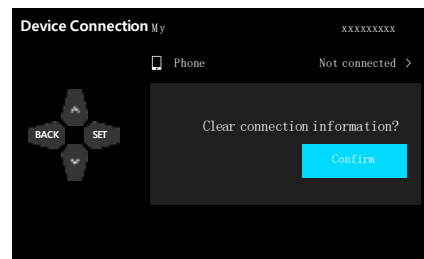 Device Connection My xxxxxxxxx
Phone Not connected >
BACK SET
Clear connection information?
Confirm